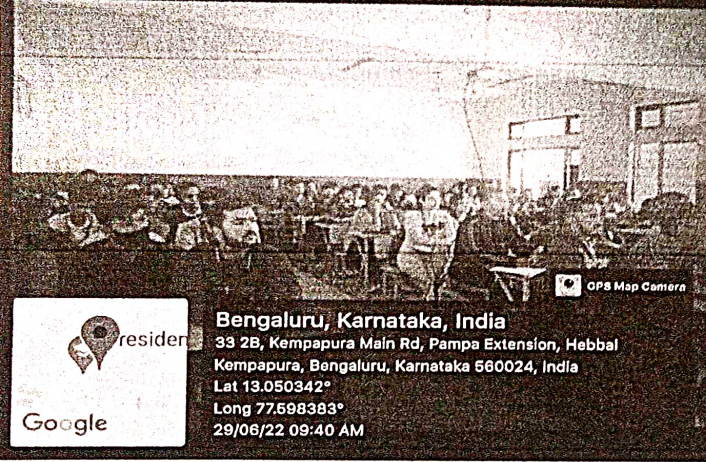 GPS Map Camera
Bengaluru, Karnataka, India
33 2B, Kempapura Main Rd, Pampa Extension, Hebbal
Kempapura, Bengaluru, Karnataka 560024, India
Lat 13.050342°
Long 77.598383°
29/06/22 09:40 AM
residen
Google